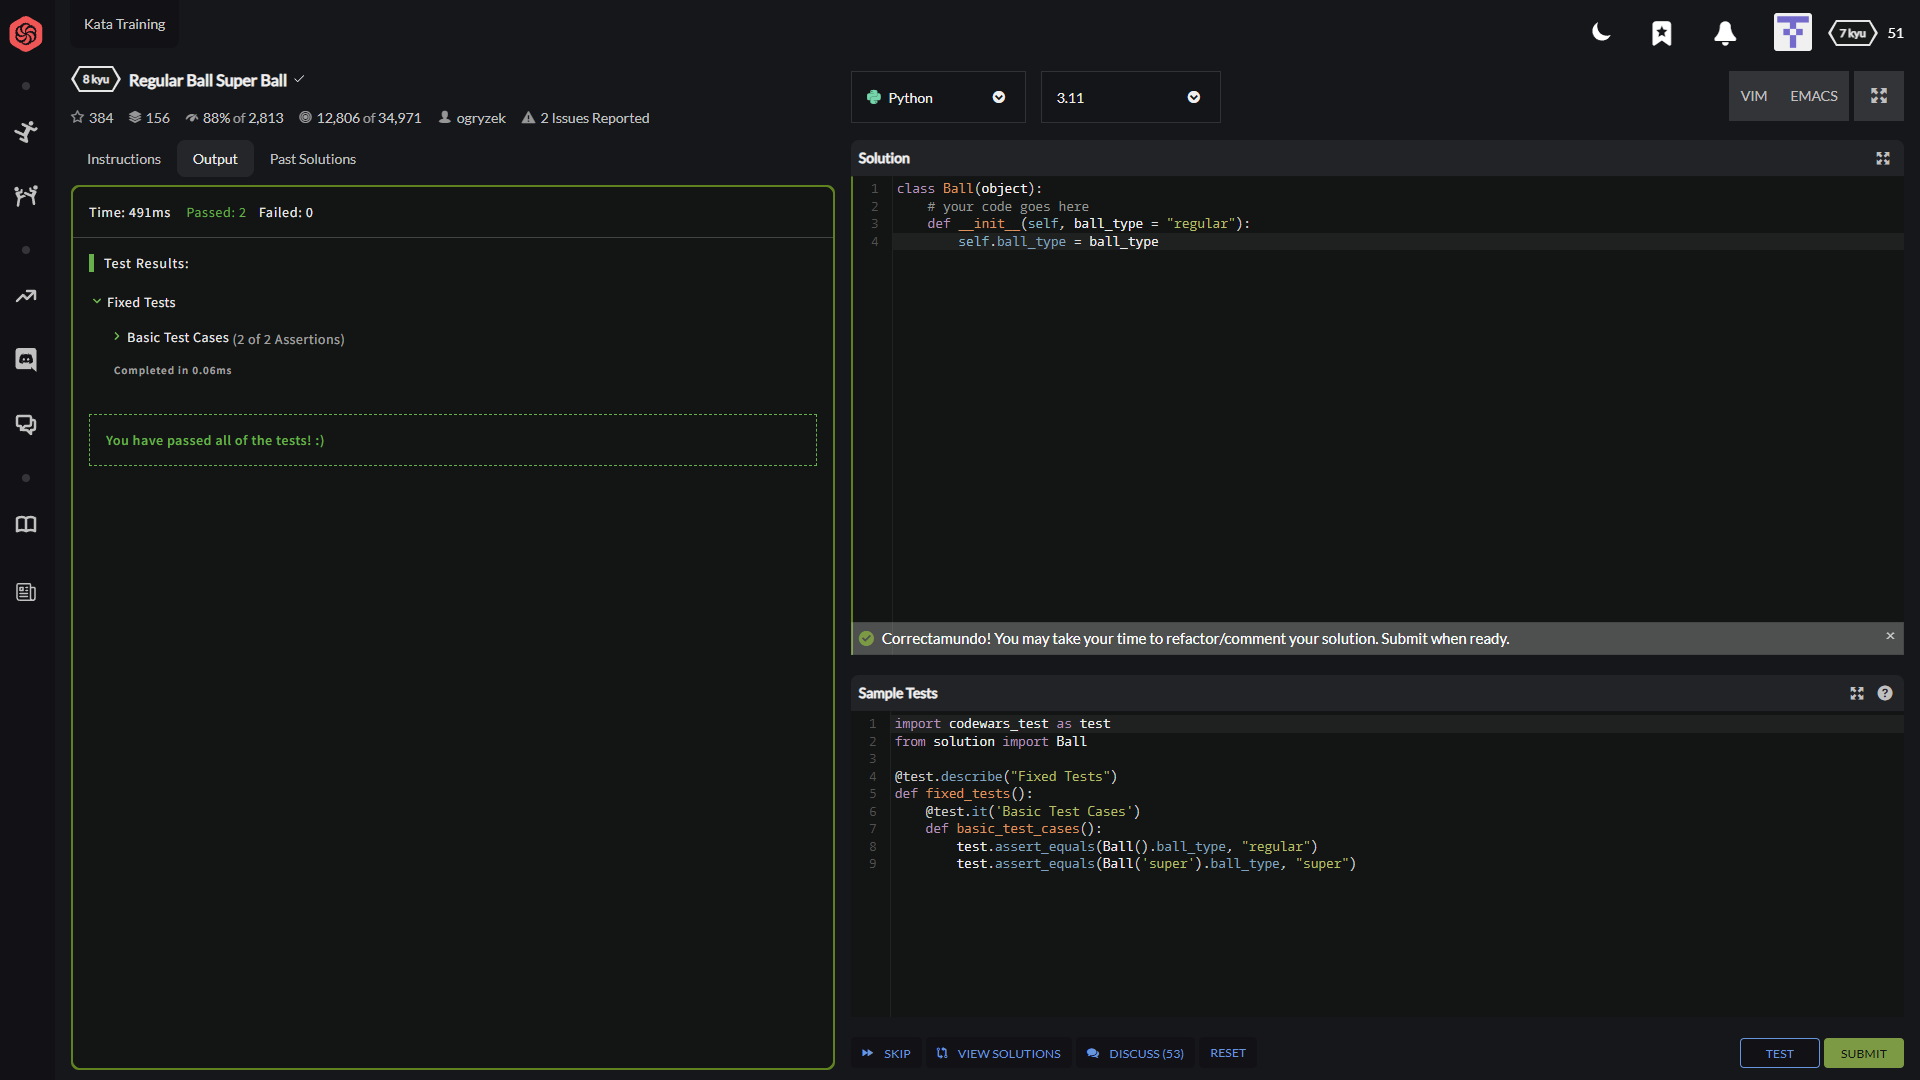 Kata Training
7 kyu
51
8 kyu
Regular Ball Super Ball
384
156
88% of 2,813
12,806 of 34,971
ogryzek
2 Issues Reported
Instructions
Output
Past Solutions
Time: 491ms
Passed: 2
Failed: 0
Test Results:
Fixed Tests
Basic Test Cases (2 of 2 Assertions)
Completed in 0.06ms
You have passed all of the tests! :)
Python
3.11
VIM
EMACS
Solution
1 class Ball(object):
2     # your code goes here
3     def __init__(self, ball_type = "regular"):
4         self.ball_type = ball_type
Correctamundo! You may take your time to refactor/comment your solution. Submit when ready.
×
Sample Tests
?
1 import codewars_test as test
2 from solution import Ball
3
4 @test.describe("Fixed Tests")
5 def fixed_tests():
6     @test.it('Basic Test Cases')
7     def basic_test_cases():
8         test.assert_equals(Ball().ball_type, "regular")
9         test.assert_equals(Ball('super').ball_type, "super")
SKIP
VIEW SOLUTIONS
DISCUSS (53)
RESET
TEST
SUBMIT